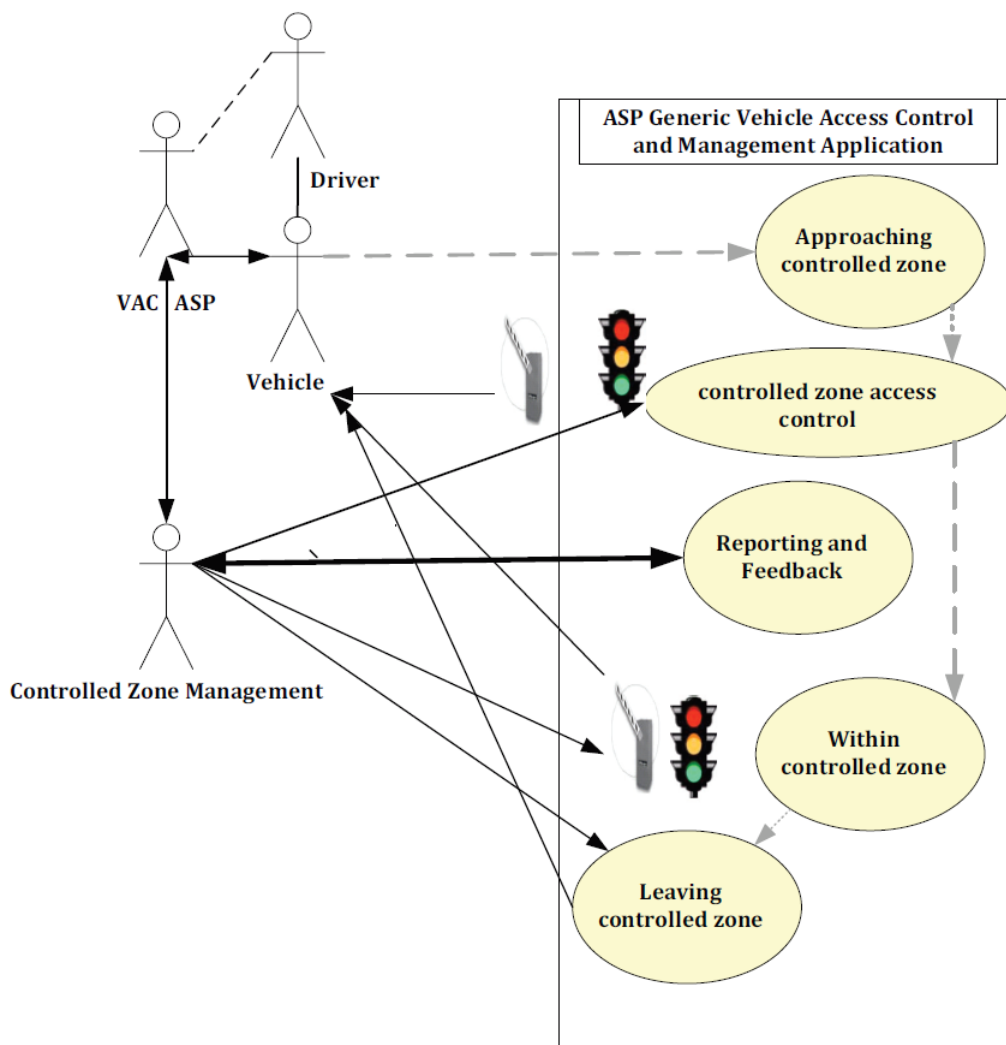 ASP Generic Vehicle Access Control
and Management Application
Driver
Approaching
controlled zone
VAC ASP
Vehicle
controlled zone access
control
Reporting and
Feedback
Controlled Zone Management
Within
controlled zone
Leaving
controlled zone